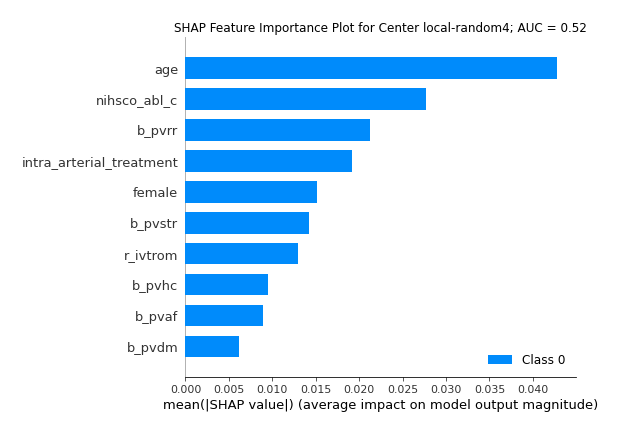 SHAP Feature Importance Plot for Center local-random4; AUC = 0.52
age
nihsco_abl_c
b_pvrr
intra_arterial_treatment
female
b_pvstr
r_ivtrom
b_pvhc
b_pvaf
b_pvdm
Class 0
0.000 0.005 0.010 0.015 0.020 0.025 0.030 0.035 0.040
mean(|SHAP value|) (average impact on model output magnitude)